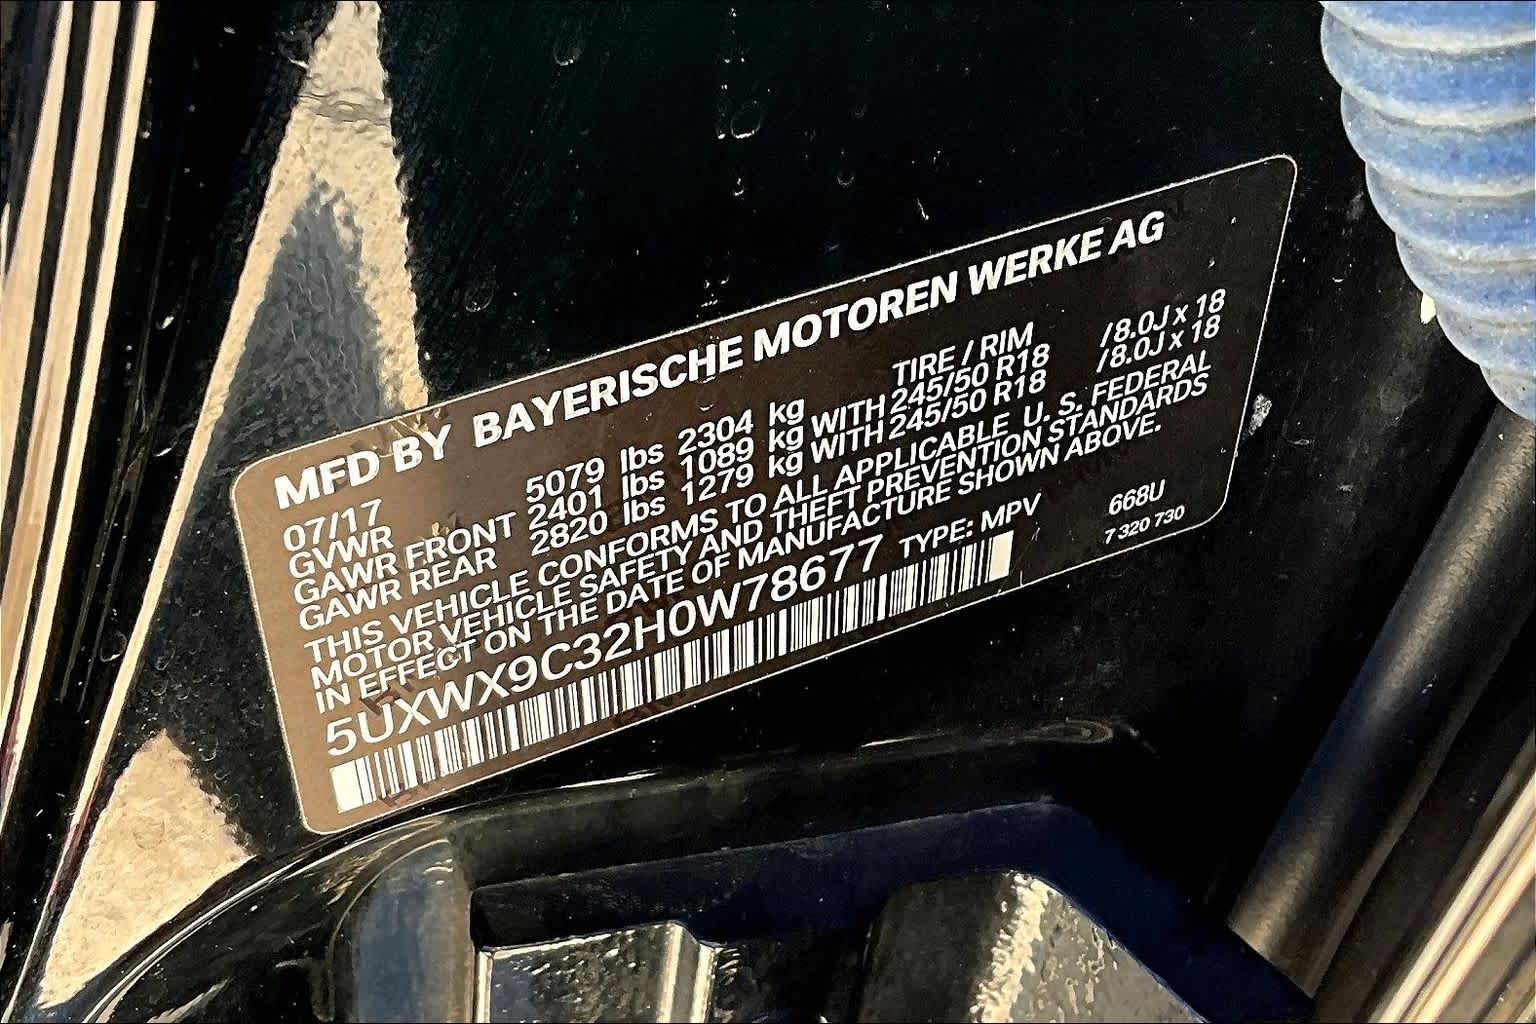 MFD BY BAYERISCHE MOTOREN WERKE AG
07/17 TIRE / RIM
GVWR 5079 lbs 2304 kg
GAWR FRONT 2401 lbs 1089 kg WITH 245/50 R18 /8.0J x 18
GAWR REAR 2820 lbs 1279 kg WITH 245/50 R18 /8.0J x 18
THIS VEHICLE CONFORMS TO ALL APPLICABLE U. S. FEDERAL
MOTOR VEHICLE SAFETY AND THEFT PREVENTION STANDARDS
IN EFFECT ON THE DATE OF MANUFACTURE SHOWN ABOVE.
5UXWX9C32H0W78677 TYPE: MPV 668U
7 320 730